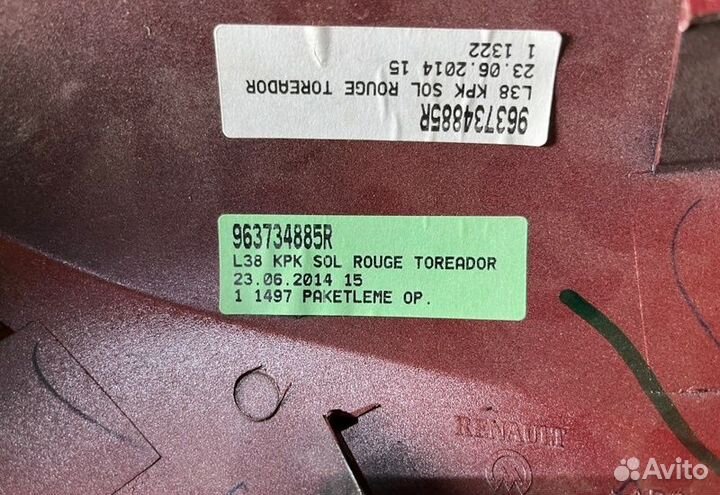 963734885R
L38 KPK SOL ROUGE TOREADOR
23.06.2014 15
1 1322
963734885R
L38 KPK SOL ROUGE TOREADOR
23.06.2014 15
1 1497 PAKETLEME OP.
RENAULT
Avito